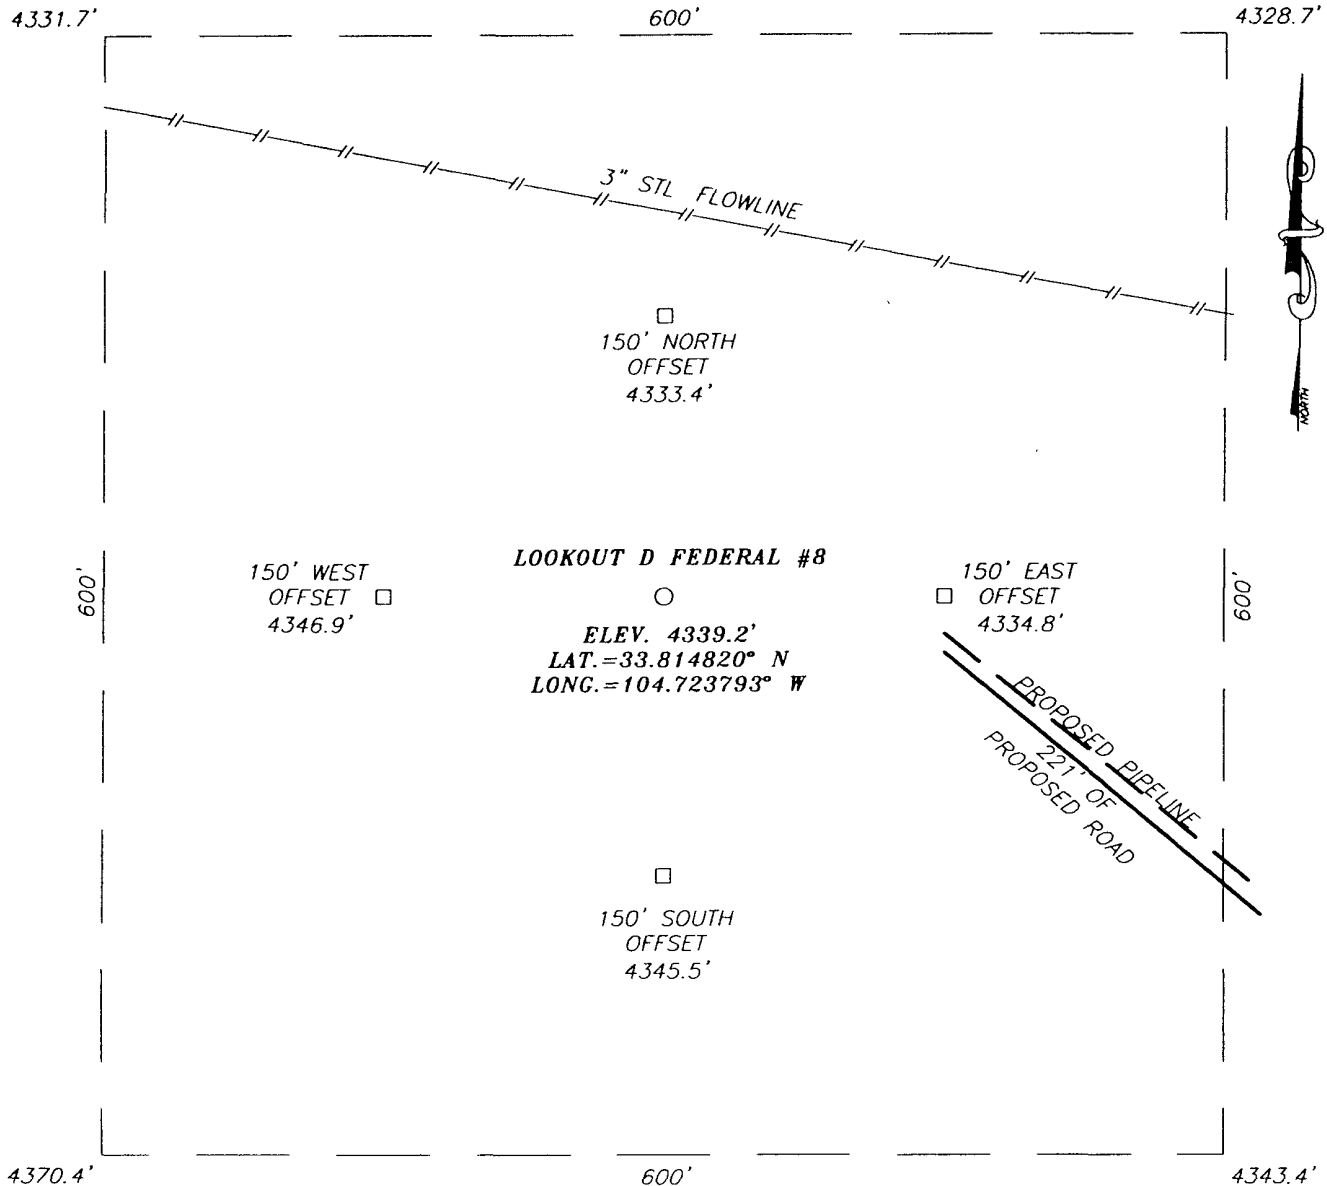 4331.7'
600'
4328.7'
3" STL FLOWLINE
NORTH
150' NORTH
OFFSET
4333.4'
600'
150' WEST
OFFSET
4346.9'
LOOKOUT D FEDERAL #8
ELEV. 4339.2'
LAT.=33.814820° N
LONG.=104.723793° W
150' EAST
OFFSET
4334.8'
600'
PROPOSED PIPELINE
221' OF
PROPOSED ROAD
150' SOUTH
OFFSET
4345.5'
4370.4'
600'
4343.4'